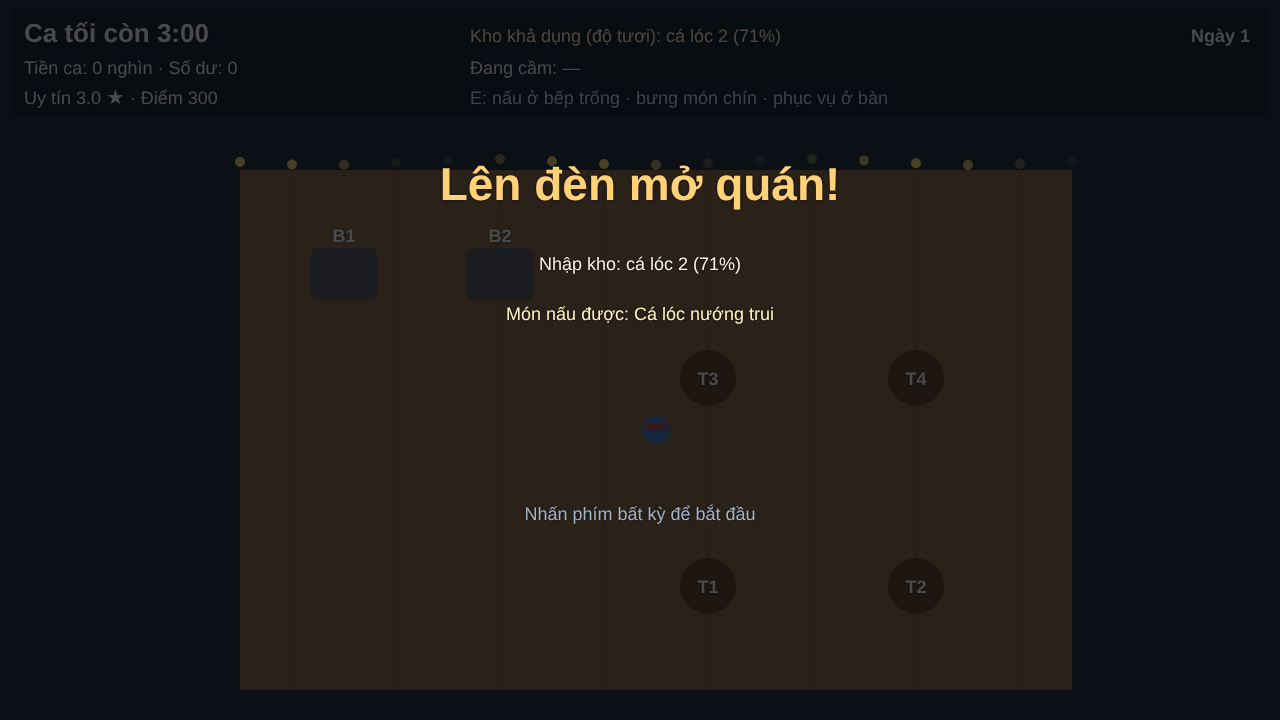 Ca tối còn 3:00
Tiền ca: 0 nghìn · Số dư: 0
Uy tín 3.0 ★ · Điểm 300
Kho khả dụng (độ tươi): cá lóc 2 (71%)
Đang cầm: —
E: nấu ở bếp trống · bưng món chín · phục vụ ở bàn
Ngày 1
Lên đèn mở quán!
B1
B2
Nhập kho: cá lóc 2 (71%)
Món nấu được: Cá lóc nướng trui
T3
T4
Nhấn phím bất kỳ để bắt đầu
T1
T2